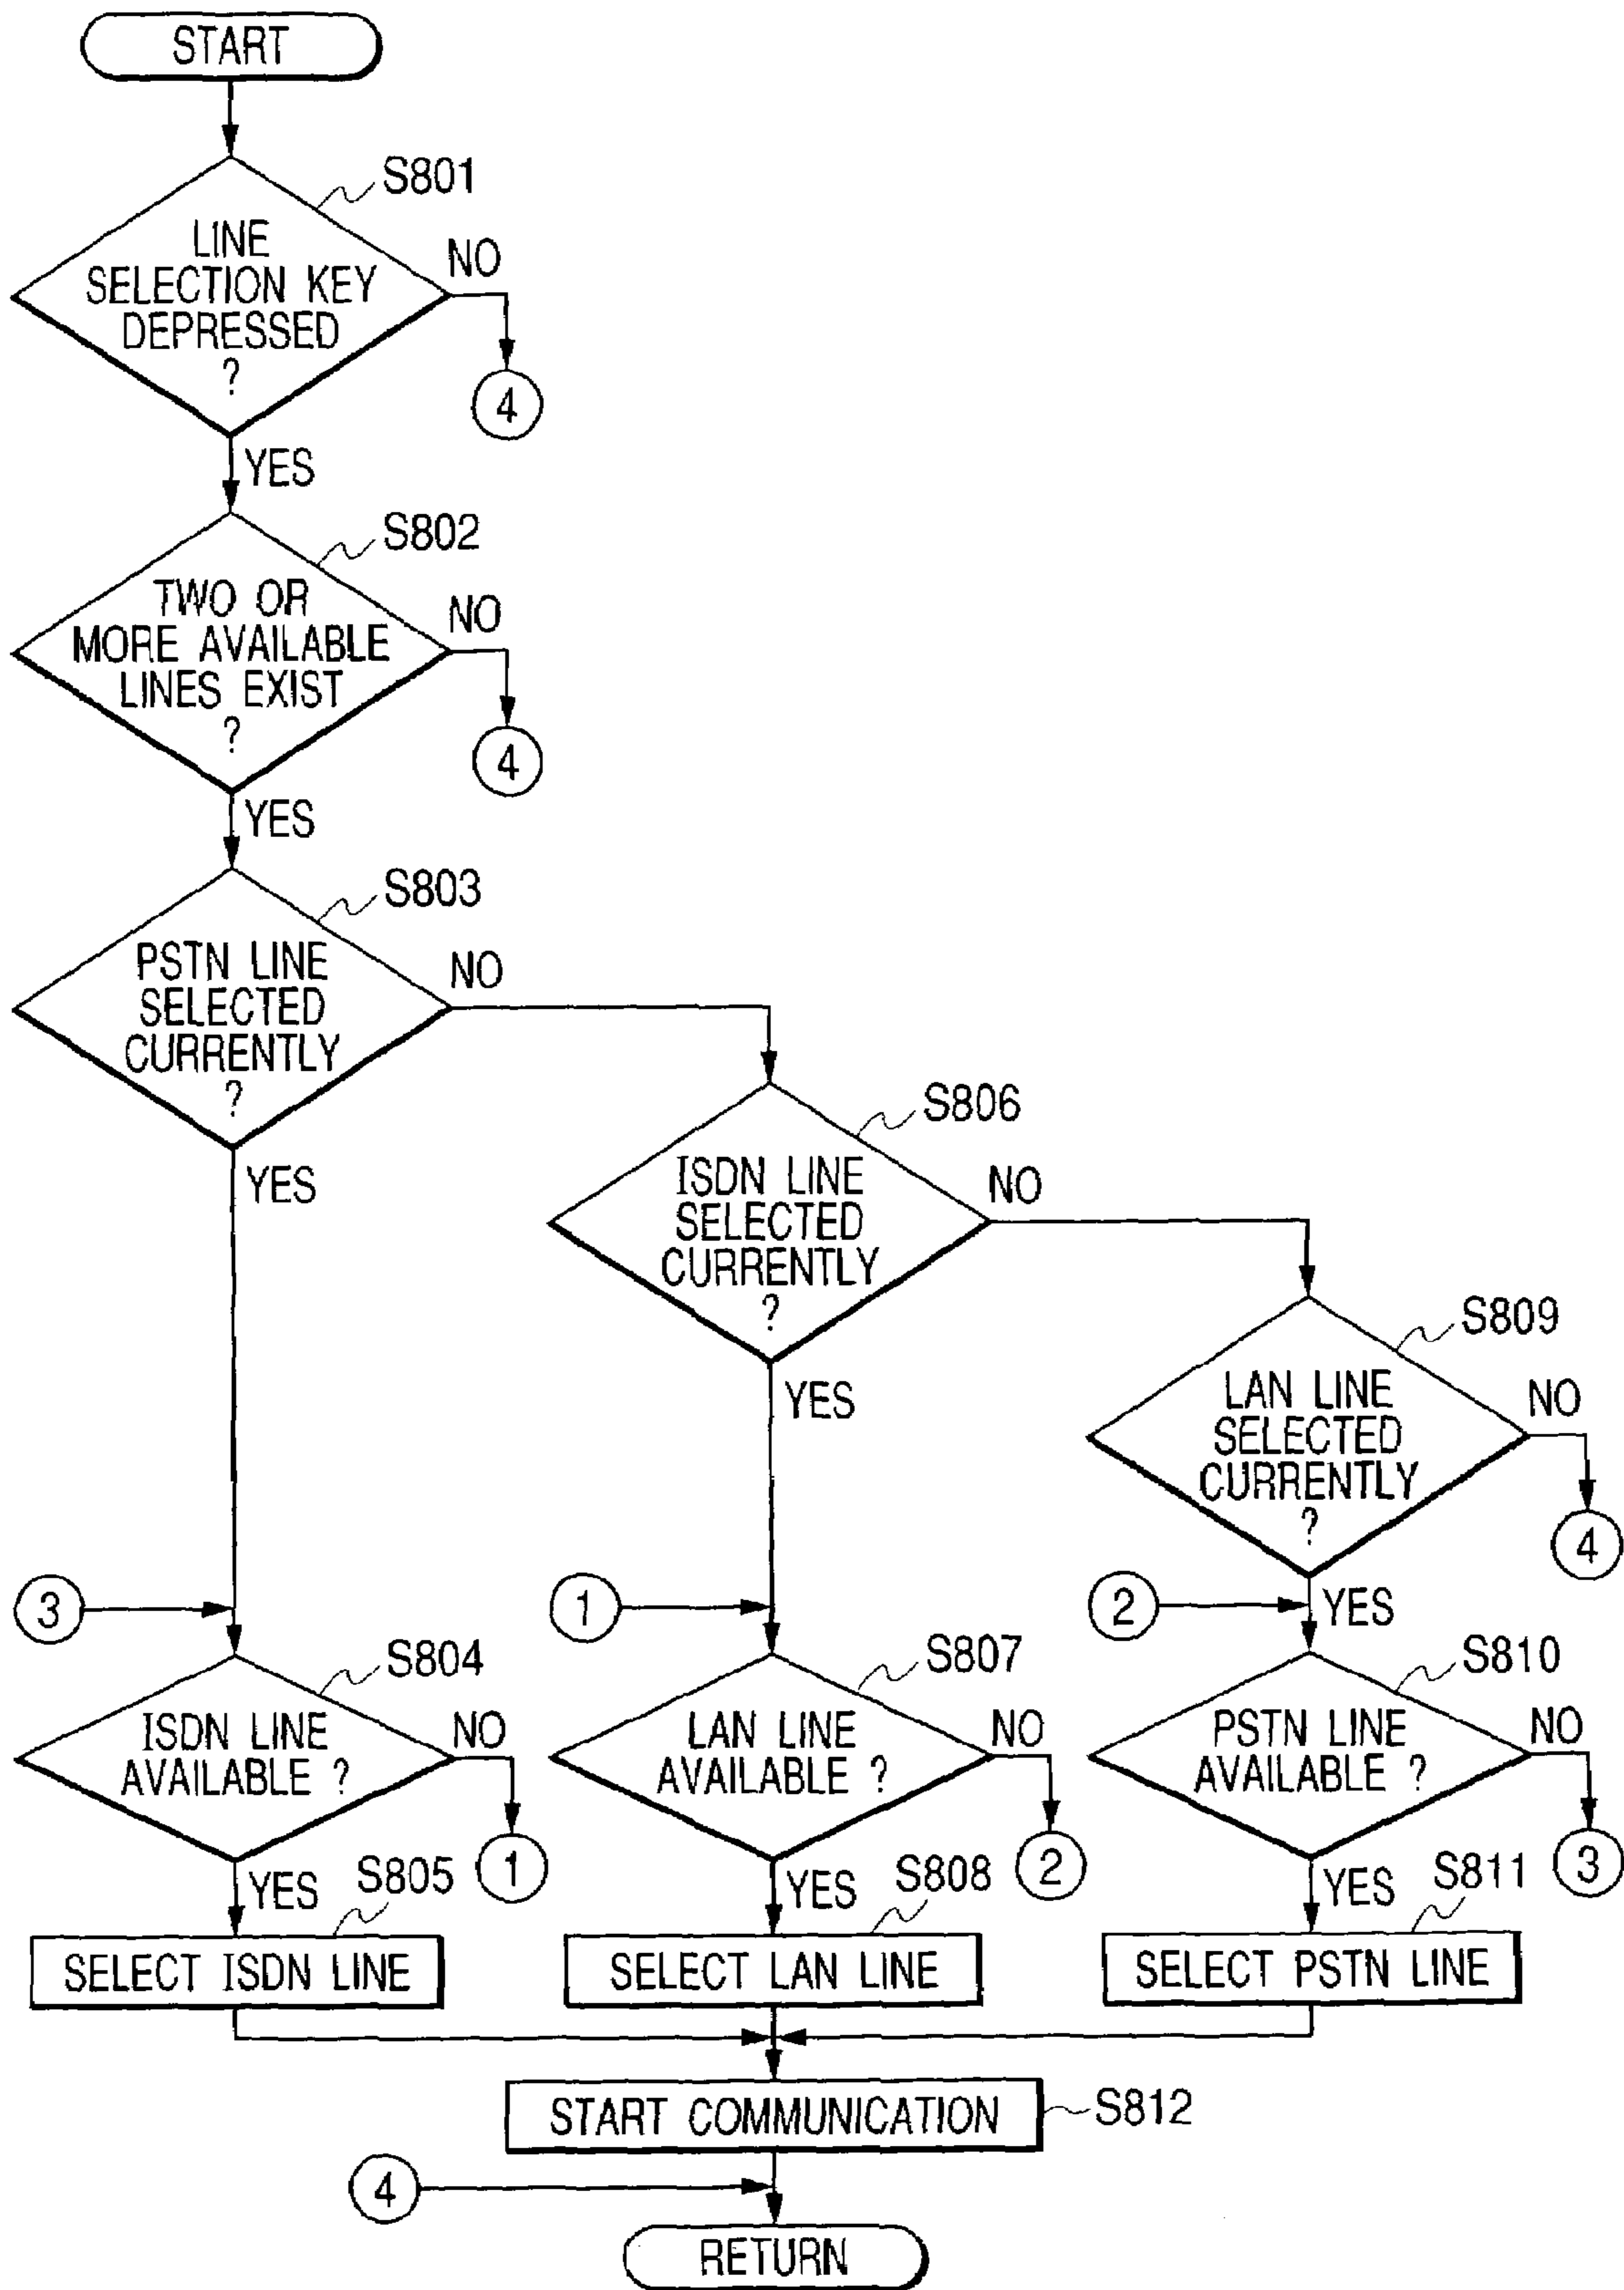 START
S801
LINE
SELECTION KEY
DEPRESSED
?
NO
4
YES
S802
TWO OR
MORE AVAILABLE
LINES EXIST
?
NO
4
YES
S803
PSTN LINE
SELECTED
CURRENTLY
?
NO
YES
S806
ISDN LINE
SELECTED
CURRENTLY
?
NO
YES
S809
LAN LINE
SELECTED
CURRENTLY
?
NO
4
YES
3
1
2
S804
ISDN LINE
AVAILABLE ?
NO
1
YES
S807
LAN LINE
AVAILABLE ?
NO
2
YES
S810
PSTN LINE
AVAILABLE ?
NO
3
YES
S805
SELECT ISDN LINE
S808
SELECT LAN LINE
S811
SELECT PSTN LINE
START COMMUNICATION
S812
4
RETURN